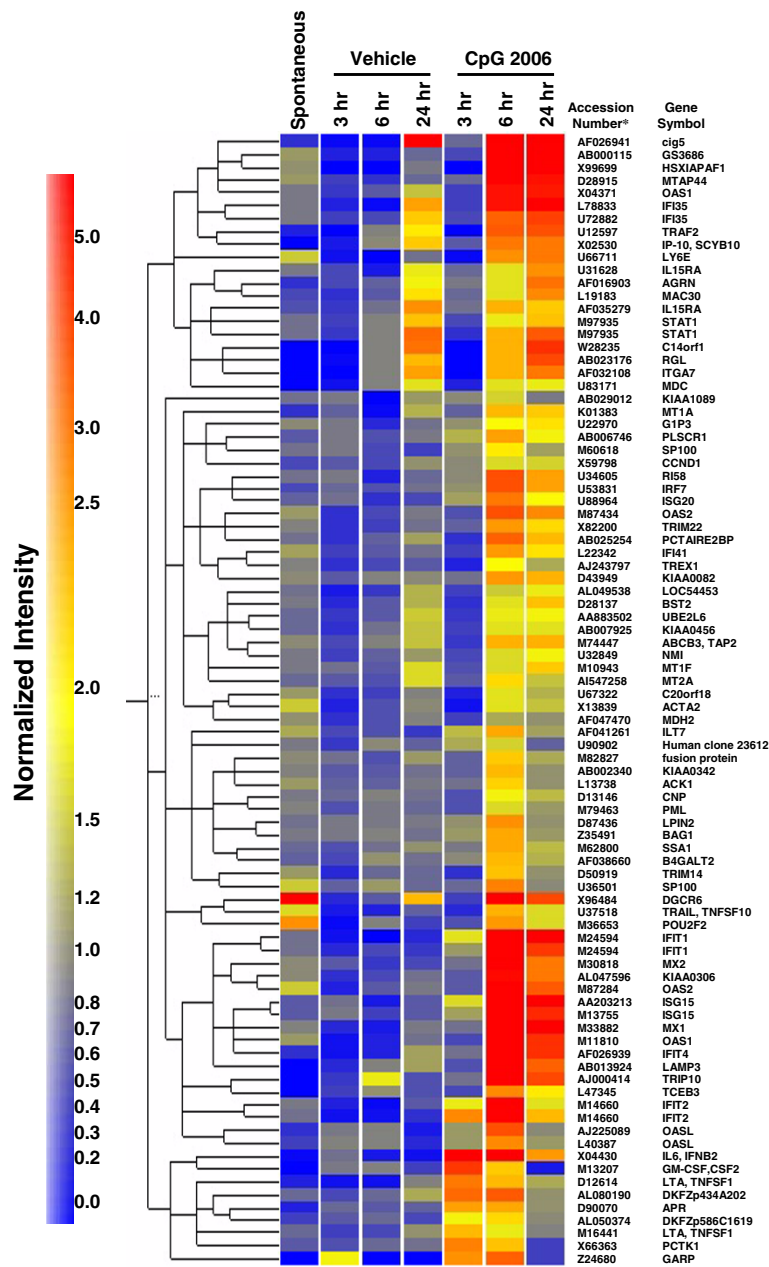 Vehicle CpG 2006
Spontaneous 3 hr 6 hr 24 hr 3 hr 6 hr 24 hr
Accession Gene
Number* Symbol
Normalized Intensity
5.0
4.0
3.0
2.5
2.0
1.5
1.2
1.0
0.8
0.7
0.6
0.5
0.4
0.3
0.2
0.0
...
AF026941 cig5
AB000115 GS3686
X99699 HSXIAPAF1
D28915 MTAP44
X04371 OAS1
L78833 IFI35
U72882 IFI35
U12597 TRAF2
X02530 IP-10, SCYB10
U66711 LY6E
U31628 IL15RA
AF016903 AGRN
L19183 MAC30
AF035279 IL15RA
M97935 STAT1
M97935 STAT1
W28235 C14orf1
AB023176 RGL
AF032108 ITGA7
U83171 MDC
AB029012 KIAA1089
K01383 MT1A
U22970 G1P3
AB006746 PLSCR1
M60618 SP100
X59798 CCND1
U34605 RI58
U53831 IRF7
U88964 ISG20
M87434 OAS2
X82200 TRIM22
AB025254 PCTAIRE2BP
L22342 IFI41
AJ243797 TREX1
D43949 KIAA0082
AL049538 LOC54453
D28137 BST2
AA883502 UBE2L6
AB007925 KIAA0456
M74447 ABCB3, TAP2
U32849 NMI
M10943 MT1F
AI547258 MT2A
U67322 C20orf18
X13839 ACTA2
AF047470 MDH2
AF041261 ILT7
U90902 Human clone 23612
M82827 fusion protein
AB002340 KIAA0342
L13738 ACK1
D13146 CNP
M79463 PML
D87436 LPIN2
Z35491 BAG1
M62800 SSA1
AF038660 B4GALT2
D50919 TRIM14
U36501 SP100
X96484 DGCR6
U37518 TRAIL, TNFSF10
M36653 POU2F2
M24594 IFIT1
M24594 IFIT1
M30818 MX2
AL047596 KIAA0306
M87284 OAS2
AA203213 ISG15
M13755 ISG15
M33882 MX1
M11810 OAS1
AF026939 IFIT4
AB013924 LAMP3
AJ000414 TRIP10
L47345 TCEB3
M14660 IFIT2
M14660 IFIT2
AJ225089 OASL
L40387 OASL
X04430 IL6, IFNB2
M13207 GM-CSF,CSF2
D12614 LTA, TNFSF1
AL080190 DKFZp434A202
D90070 APR
AL050374 DKFZp586C1619
M16441 LTA, TNFSF1
X66363 PCTK1
Z24680 GARP